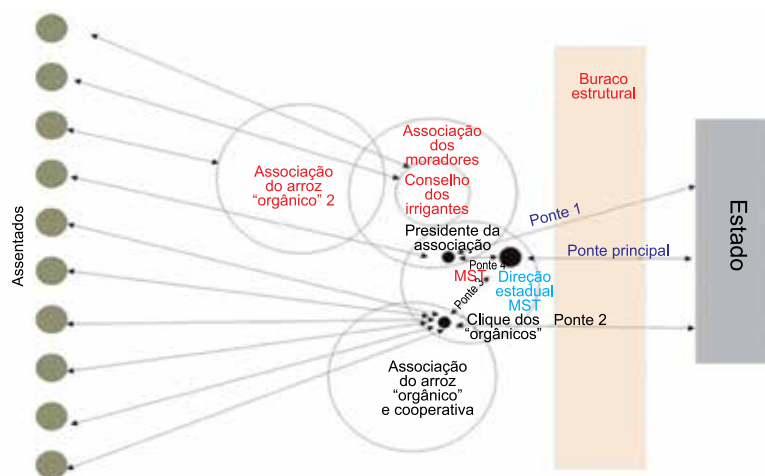 Assentados
Associação
do arroz
“orgânico” 2
Associação
dos
moradores
Conselho
dos
irrigantes
Presidente da
associação
Ponte 4
MST
Ponte 3
Direção
estadual
MST
Clique dos
“orgânicos”
Associação
do arroz
“orgânico”
e cooperativa
Buraco
estrutural
Ponte 1
Ponte principal
Ponte 2
Estado